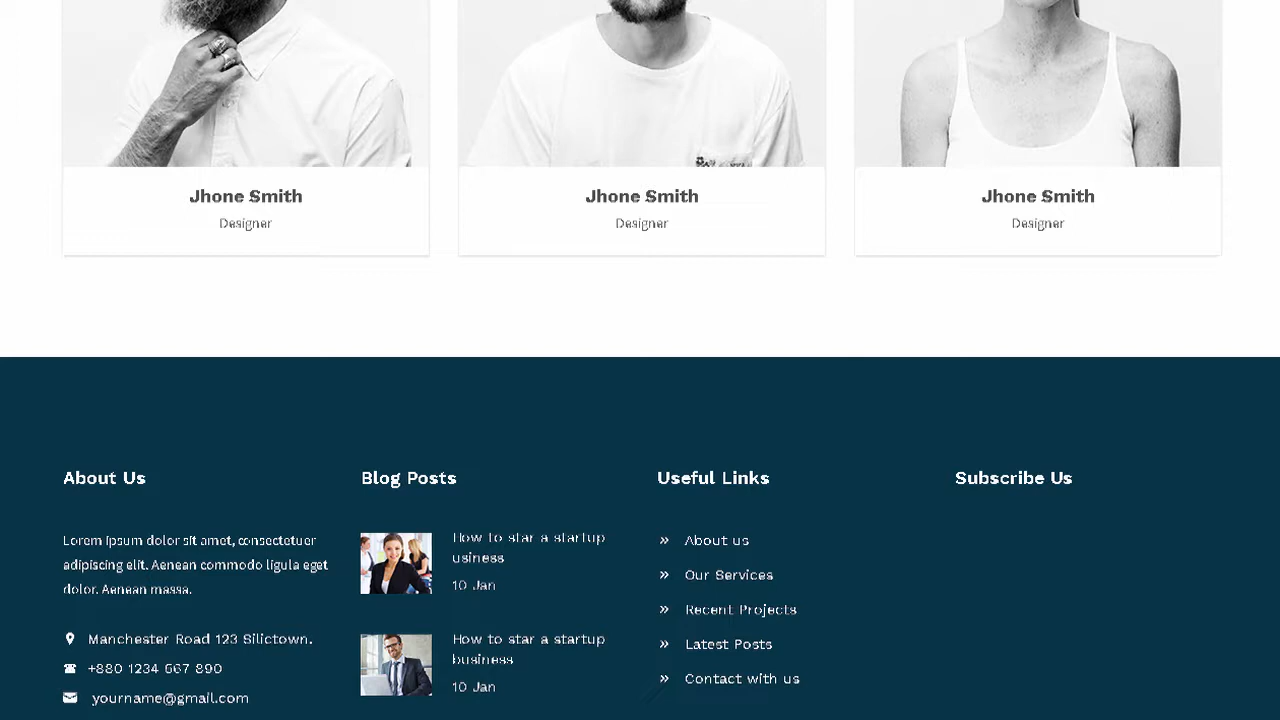 Jhone Smith
Designer
Jhone Smith
Designer
Jhone Smith
Designer
About Us
Lorem ipsum dolor sit amet, consectetuer
adipiscing elit. Aenean commodo ligula eget
dolor. Aenean massa.
Manchester Road 123 Silictown.
+880 1234 567 890
yourname@gmail.com
Blog Posts
How to star a startup
usiness
10 Jan
How to star a startup
business
10 Jan
Useful Links
» About us
» Our Services
» Recent Projects
» Latest Posts
» Contact with us
Subscribe Us